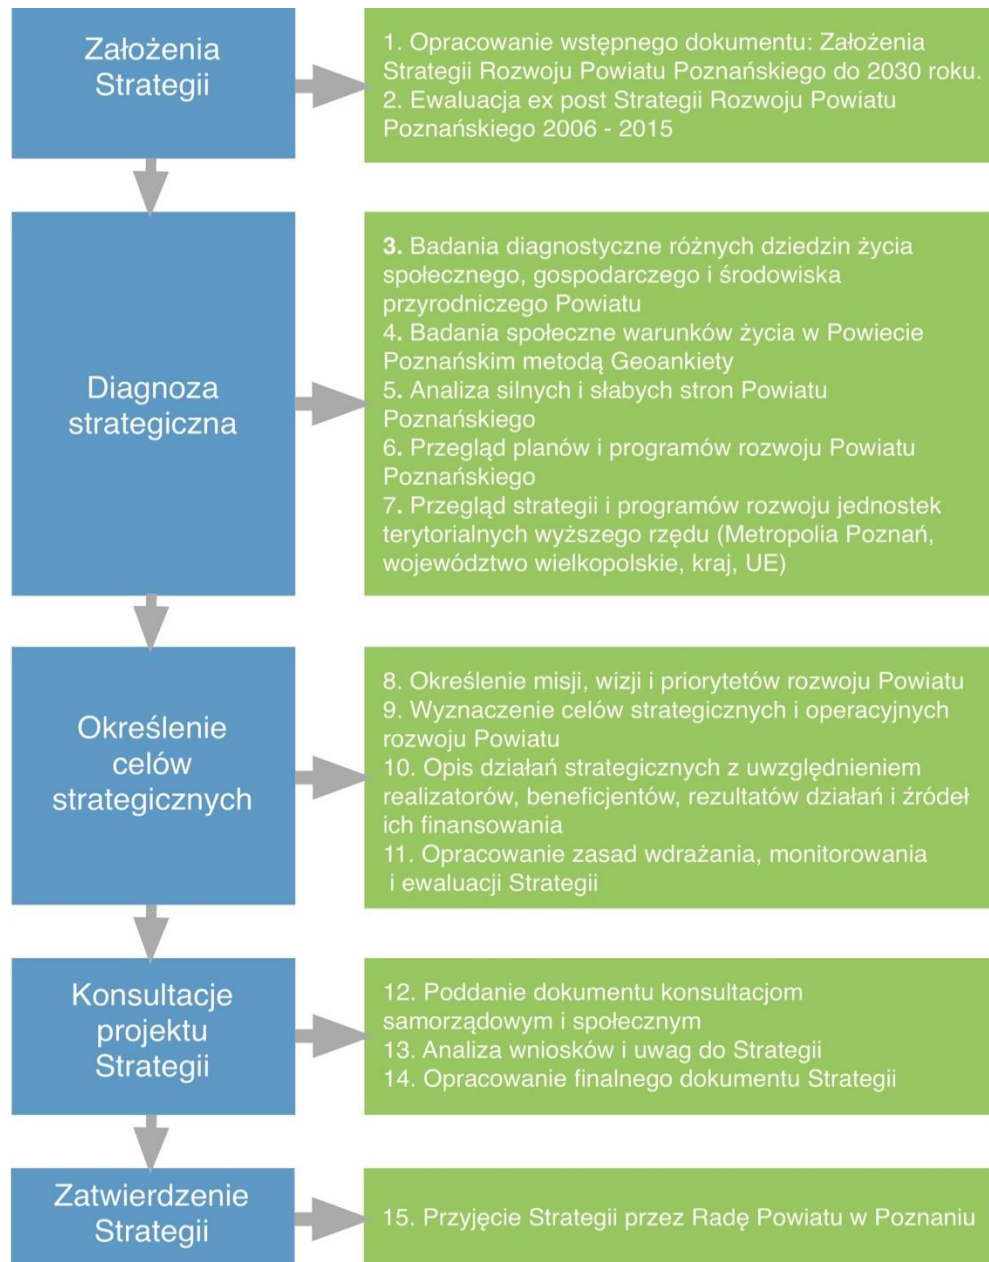 Założenia
Strategii
1. Opracowanie wstępnego dokumentu: Założenia
Strategii Rozwoju Powiatu Poznańskiego do 2030 roku.
2. Ewaluacja ex post Strategii Rozwoju Powiatu
Poznańskiego 2006 - 2015
Diagnoza
strategiczna
3. Badania diagnostyczne różnych dziedzin życia
społecznego, gospodarczego i środowiska
przyrodniczego Powiatu
4. Badania społeczne warunków życia w Powiecie
Poznańskim metodą Geoankiety
5. Analiza silnych i słabych stron Powiatu
Poznańskiego
6. Przegląd planów i programów rozwoju Powiatu
Poznańskiego
7. Przegląd strategii i programów rozwoju jednostek
terytorialnych wyższego rzędu (Metropolia Poznań,
województwo wielkopolskie, kraj, UE)
Określenie
celów
strategicznych
8. Określenie misji, wizji i priorytetów rozwoju Powiatu
9. Wyznaczenie celów strategicznych i operacyjnych
rozwoju Powiatu
10. Opis działań strategicznych z uwzględnieniem
realizatorów, beneficjentów, rezultatów działań i źródeł
ich finansowania
11. Opracowanie zasad wdrażania, monitorowania
i ewaluacji Strategii
Konsultacje
projektu
Strategii
12. Poddanie dokumentu konsultacjom
samorządowym i społecznym
13. Analiza wniosków i uwag do Strategii
14. Opracowanie finalnego dokumentu Strategii
Zatwierdzenie
Strategii
15. Przyjęcie Strategii przez Radę Powiatu w Poznaniu